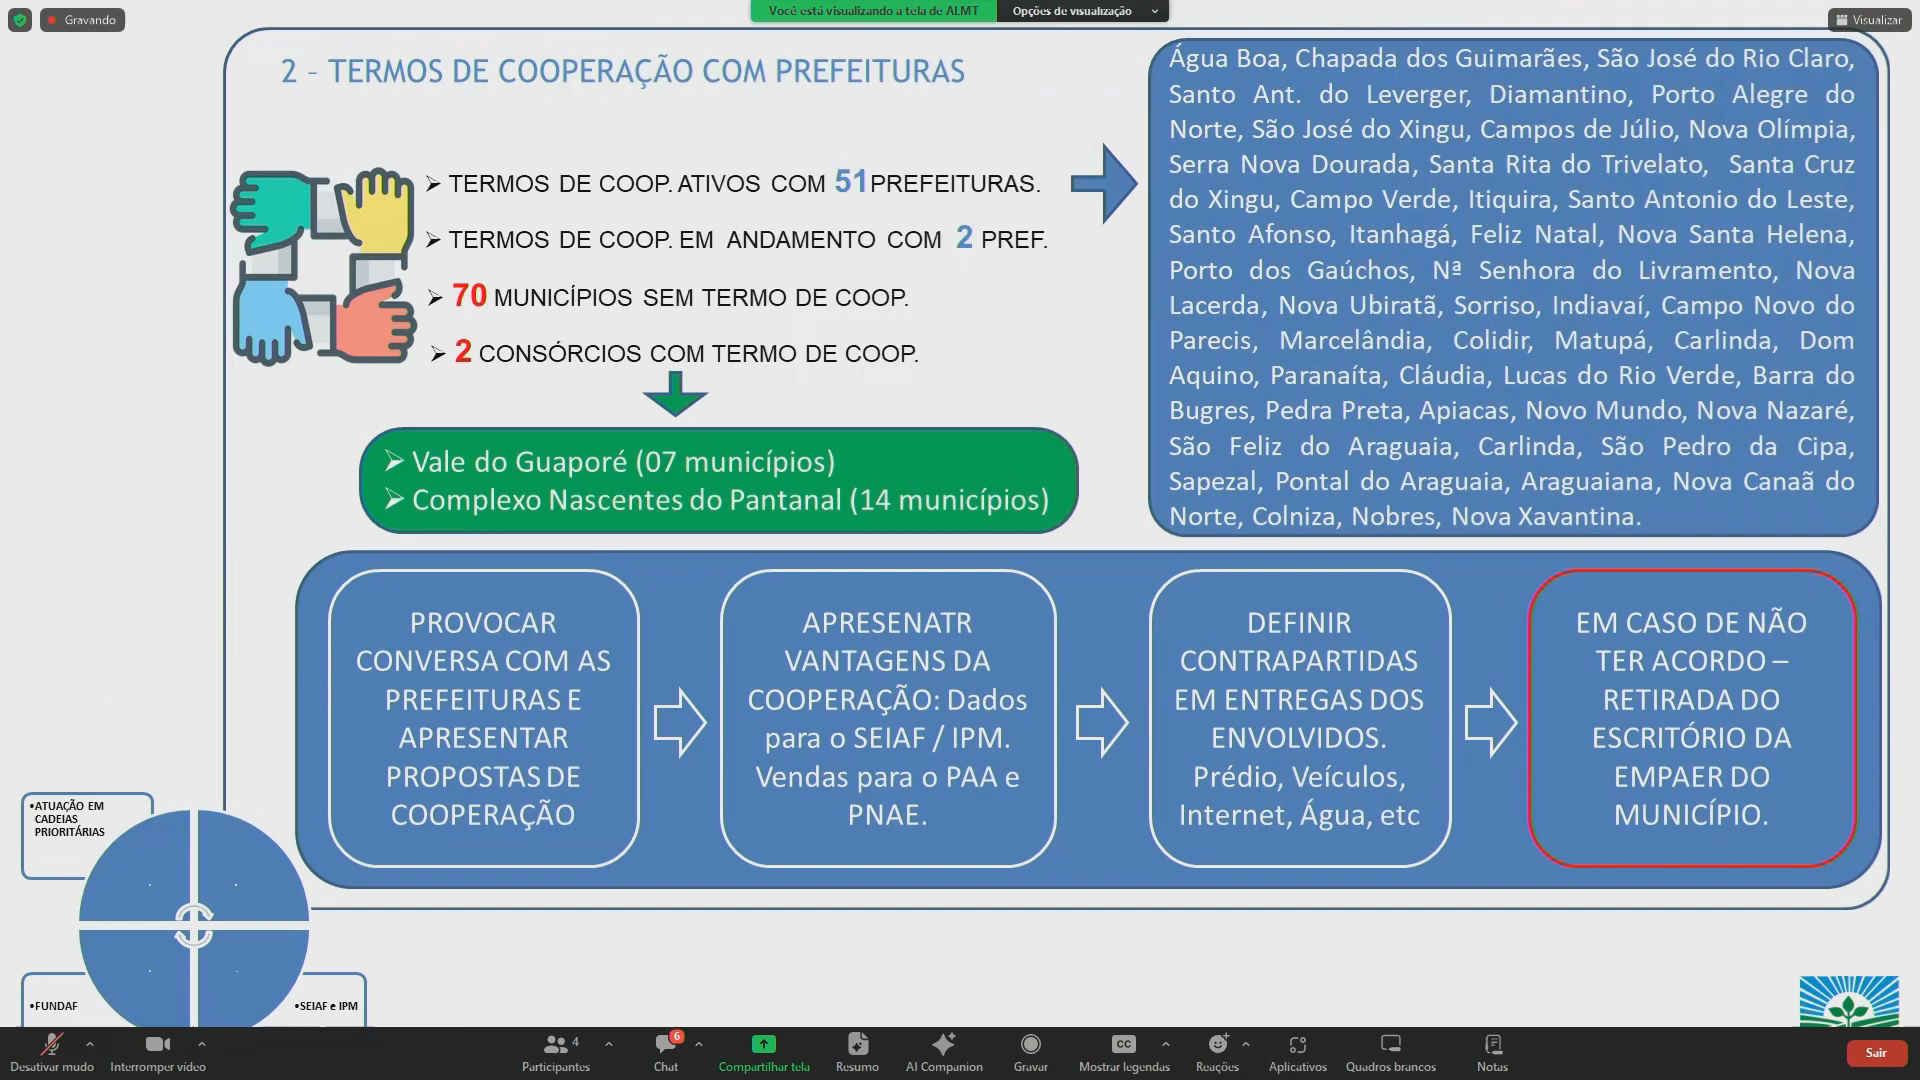 Gravando
Você está visualizando a tela de ALMT
Opções de visualização
Visualizar
2 – TERMOS DE COOPERAÇÃO COM PREFEITURAS
➢ TERMOS DE COOP. ATIVOS COM 51 PREFEITURAS.
➢ TERMOS DE COOP. EM ANDAMENTO COM 2 PREF.
➢ 70 MUNICÍPIOS SEM TERMO DE COOP.
➢ 2 CONSÓRCIOS COM TERMO DE COOP.
➢ Vale do Guaporé (07 municípios)
➢ Complexo Nascentes do Pantanal (14 municípios)
Água Boa, Chapada dos Guimarães, São José do Rio Claro,
Santo Ant. do Leverger, Diamantino, Porto Alegre do
Norte, São José do Xingu, Campos de Júlio, Nova Olímpia,
Serra Nova Dourada, Santa Rita do Trivelato, Santa Cruz
do Xingu, Campo Verde, Itiquira, Santo Antonio do Leste,
Santo Afonso, Itanhagá, Feliz Natal, Nova Santa Helena,
Porto dos Gaúchos, Nª Senhora do Livramento, Nova
Lacerda, Nova Ubiratã, Sorriso, Indiavaí, Campo Novo do
Parecis, Marcelândia, Colidir, Matupá, Carlinda, Dom
Aquino, Paranaíta, Cláudia, Lucas do Rio Verde, Barra do
Bugres, Pedra Preta, Apiacas, Novo Mundo, Nova Nazaré,
São Feliz do Araguaia, Carlinda, São Pedro da Cipa,
Sapezal, Pontal do Araguaia, Araguaiana, Nova Canaã do
Norte, Colniza, Nobres, Nova Xavantina.
PROVOCAR
CONVERSA COM AS
PREFEITURAS E
APRESENTAR
PROPOSTAS DE
COOPERAÇÃO
APRESENATR
VANTAGENS DA
COOPERAÇÃO: Dados
para o SEIAF / IPM.
Vendas para o PAA e
PNAE.
DEFINIR
CONTRAPARTIDAS
EM ENTREGAS DOS
ENVOLVIDOS.
Prédio, Veículos,
Internet, Água, etc
EM CASO DE NÃO
TER ACORDO –
RETIRADA DO
ESCRITÓRIO DA
EMPAER DO
MUNICÍPIO.
•ATUAÇÃO EM
CADEIAS
PRIORITÁRIAS
•FUNDAF
•SEIAF e IPM
Desativar mudo
Interromper vídeo
4
Participantes
6
Chat
Compartilhar tela
Resumo
AI Companion
Gravar
CC
Mostrar legendas
Reações
Aplicativos
Quadros brancos
Notas
Sair